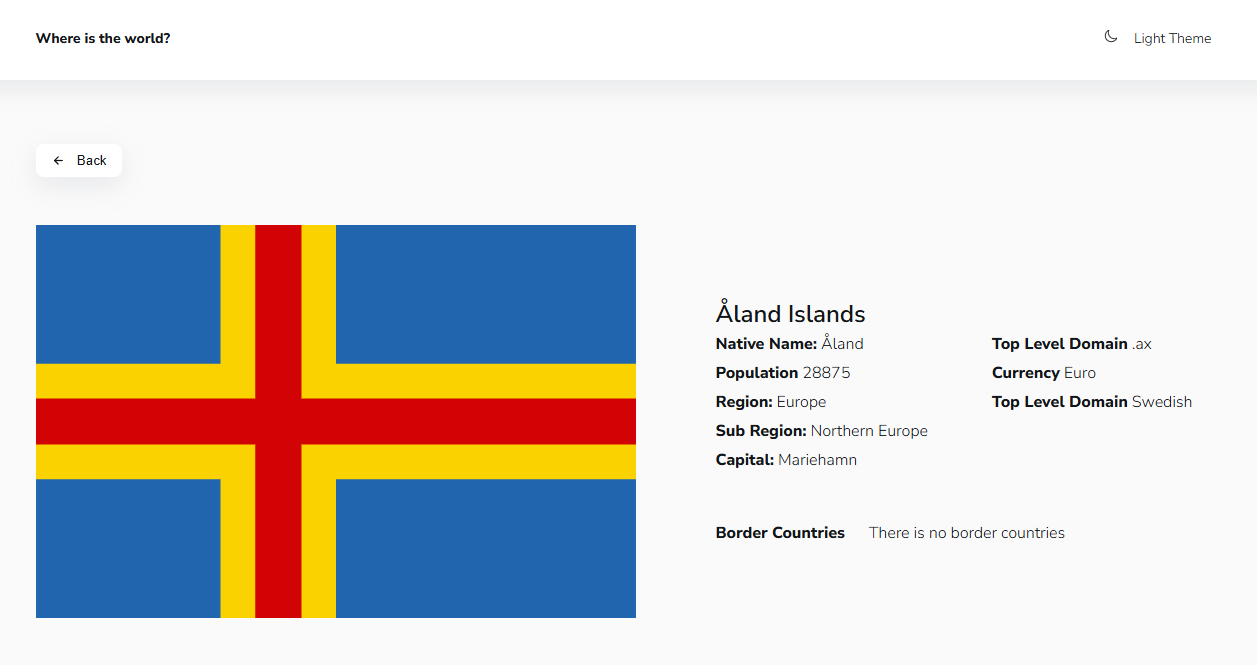 Where is the world?
Light Theme
Back
Åland Islands
Native Name: Åland
Population 28875
Region: Europe
Sub Region: Northern Europe
Capital: Mariehamn
Top Level Domain .ax
Currency Euro
Top Level Domain Swedish
Border Countries There is no border countries